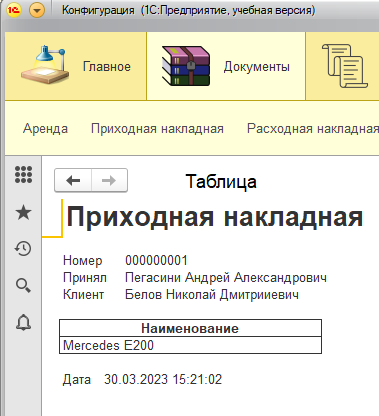 1С Конфигурация (1С:Предприятие, учебная версия)
Главное Документы
Аренда Приходная накладная Расходная накладная
Таблица
Приходная накладная
Номер 000000001
Принял Пегасини Андрей Александрович
Клиент Белов Николай Дмитриевич
Наименование
Mercedes E200
Дата 30.03.2023 15:21:02